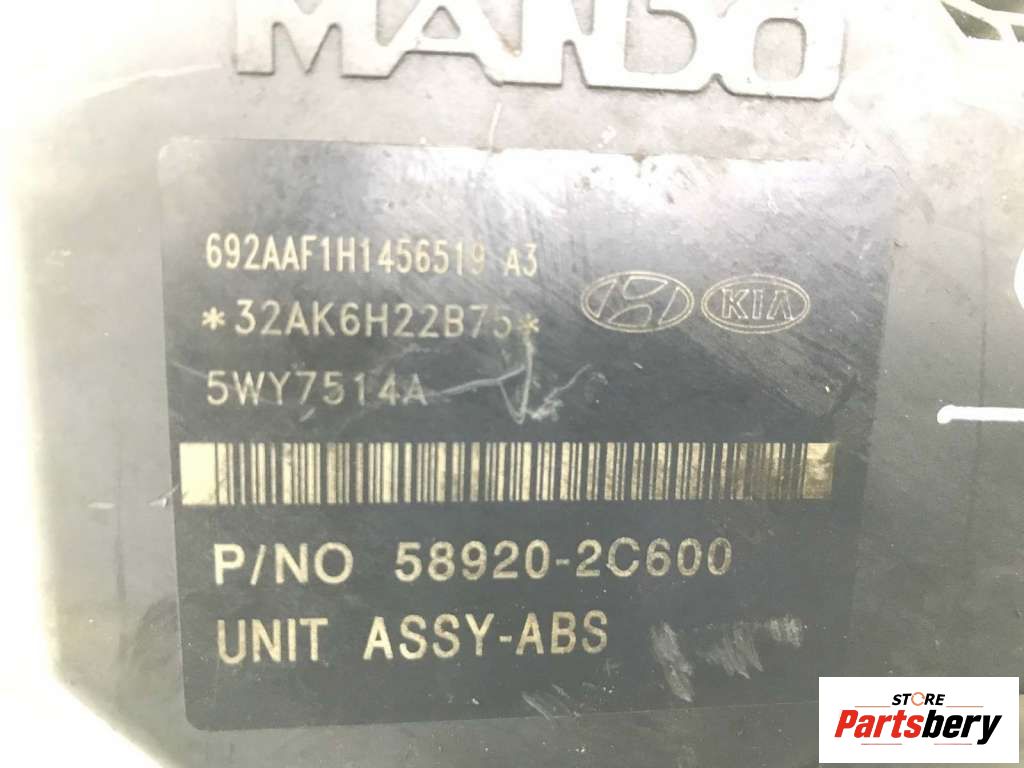 MANDO
692AAF1H1456519 A3
*32AK6H22B75*
KIA
5WY7514A
P/NO 58920-2C600
UNIT ASSY-ABS
STORE
Partsbery